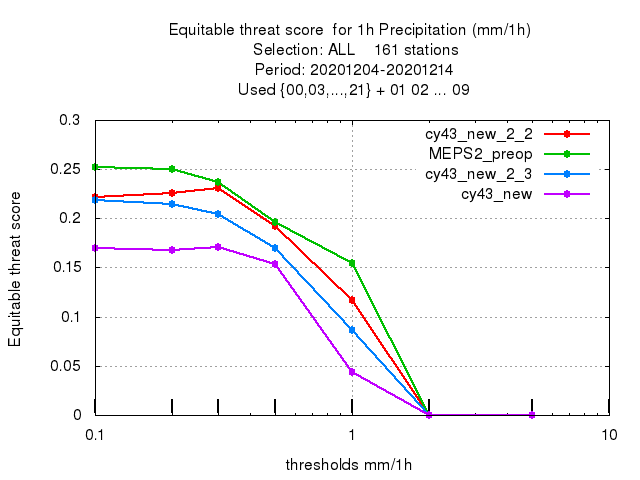 Equitable threat score  for 1h Precipitation (mm/1h)
Selection: ALL    161 stations
Period: 20201204-20201214
Used {00,03,...,21} + 01 02 ... 09
cy43_new_2_2
MEPS2_preop
cy43_new_2_3
cy43_new
0.3
0.25
0.2
0.15
0.1
0.05
0
Equitable threat score
0.1 1 10
thresholds mm/1h